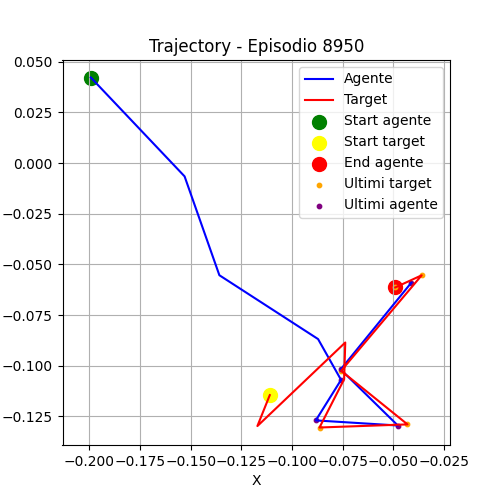 Trajectory - Episodio 8950
0.050
0.025
0.000
−0.025
−0.050
−0.075
−0.100
−0.125
Agente
Target
Start agente
Start target
End agente
Ultimi target
Ultimi agente
−0.200 −0.175 −0.150 −0.125 −0.100 −0.075 −0.050 −0.025
X